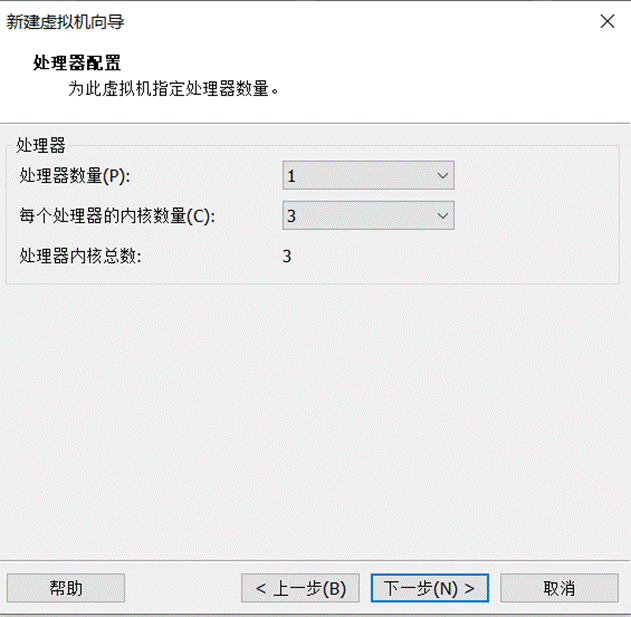 新建虚拟机向导
处理器配置
为此虚拟机指定处理器数量。
处理器
处理器数量(P): 1
每个处理器的内核数量(C): 3
处理器内核总数: 3
帮助 < 上一步(B) 下一步(N) > 取消